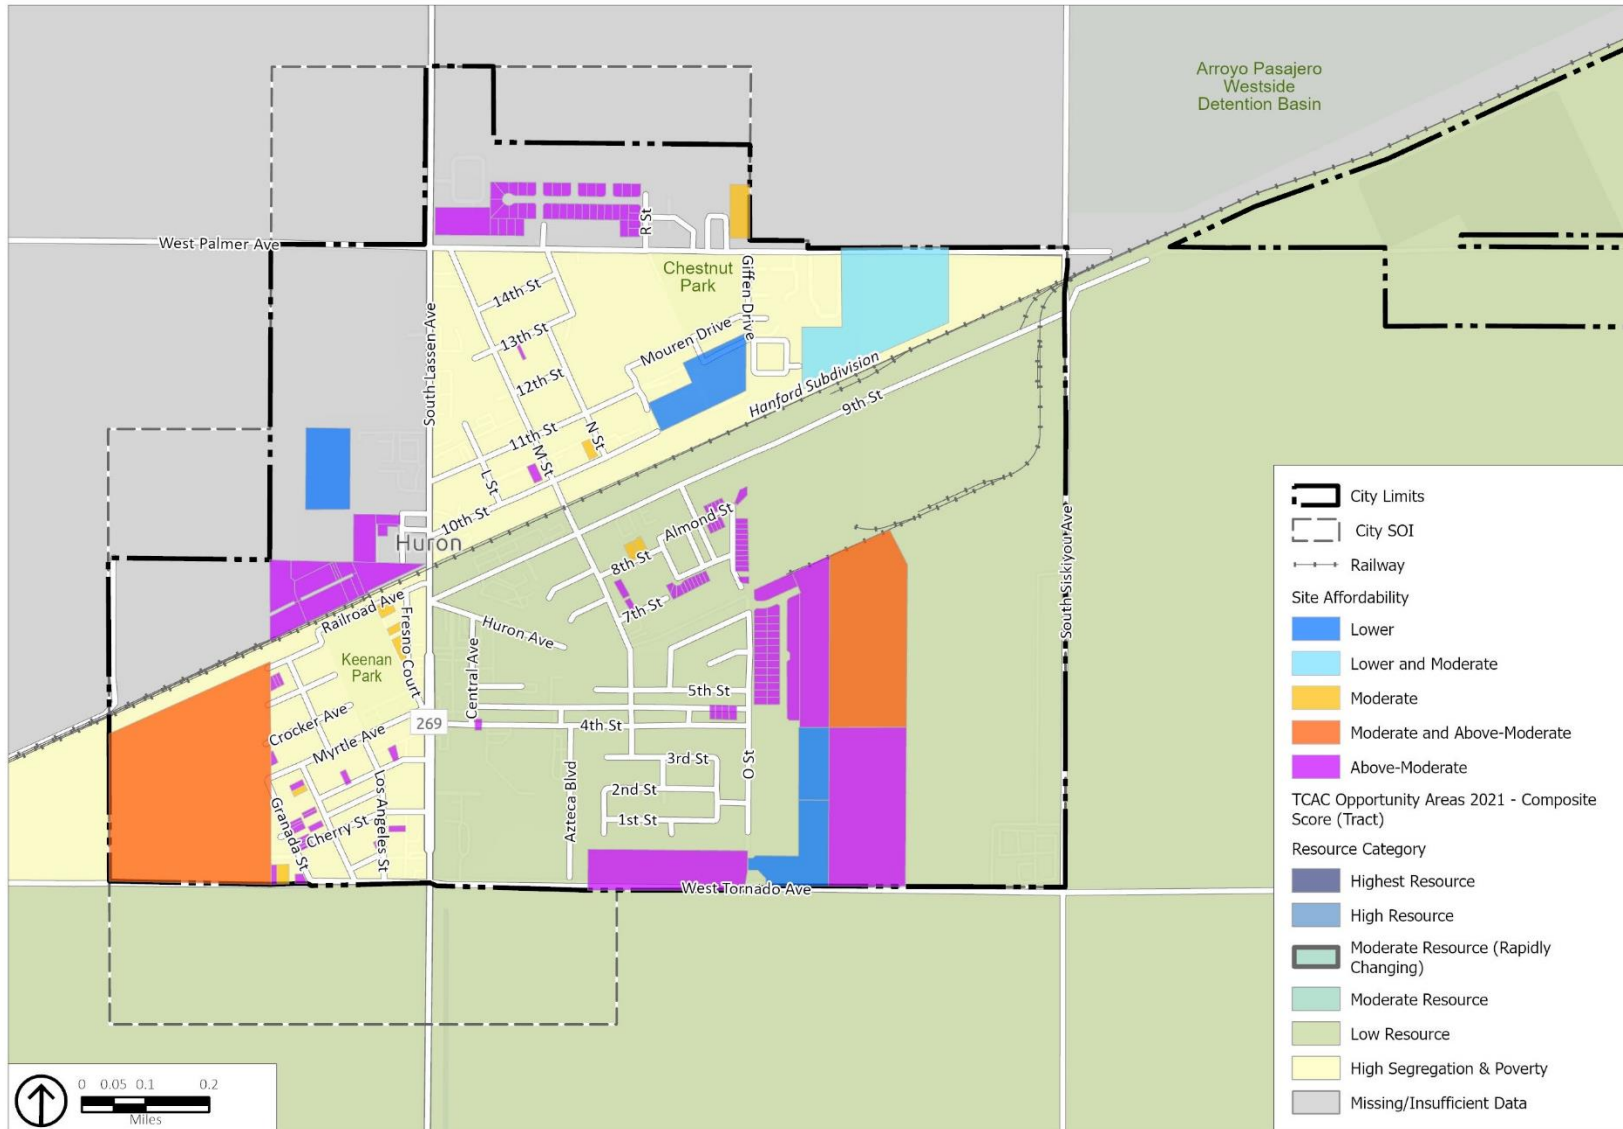 Arroyo Pasajero
Westside
Detention Basin
West Palmer Ave
R St
Chestnut
Park
Giffen Drive
South Lassen Ave
14th St
13th St
12th St
Mouren Drive
11th St
N St
M St
L St
10th St
Hanford Subdivision
9th St
Huron
Almond St
8th St
7th St
South Siskiyou Ave
Railroad Ave
Fresno Court
Keenan
Park
Huron Ave
Central Ave
5th St
4th St
269
Crocker Ave
Myrtle Ave
Los Angeles St
Granada St
Cherry St
Azteca Blvd
3rd St
2nd St
1st St
O St
West Tornado Ave
City Limits
City SOI
Railway
Site Affordability
Lower
Lower and Moderate
Moderate
Moderate and Above-Moderate
Above-Moderate
TCAC Opportunity Areas 2021 - Composite
Score (Tract)
Resource Category
Highest Resource
High Resource
Moderate Resource (Rapidly
Changing)
Moderate Resource
Low Resource
High Segregation & Poverty
Missing/Insufficient Data
0 0.05 0.1 0.2
Miles